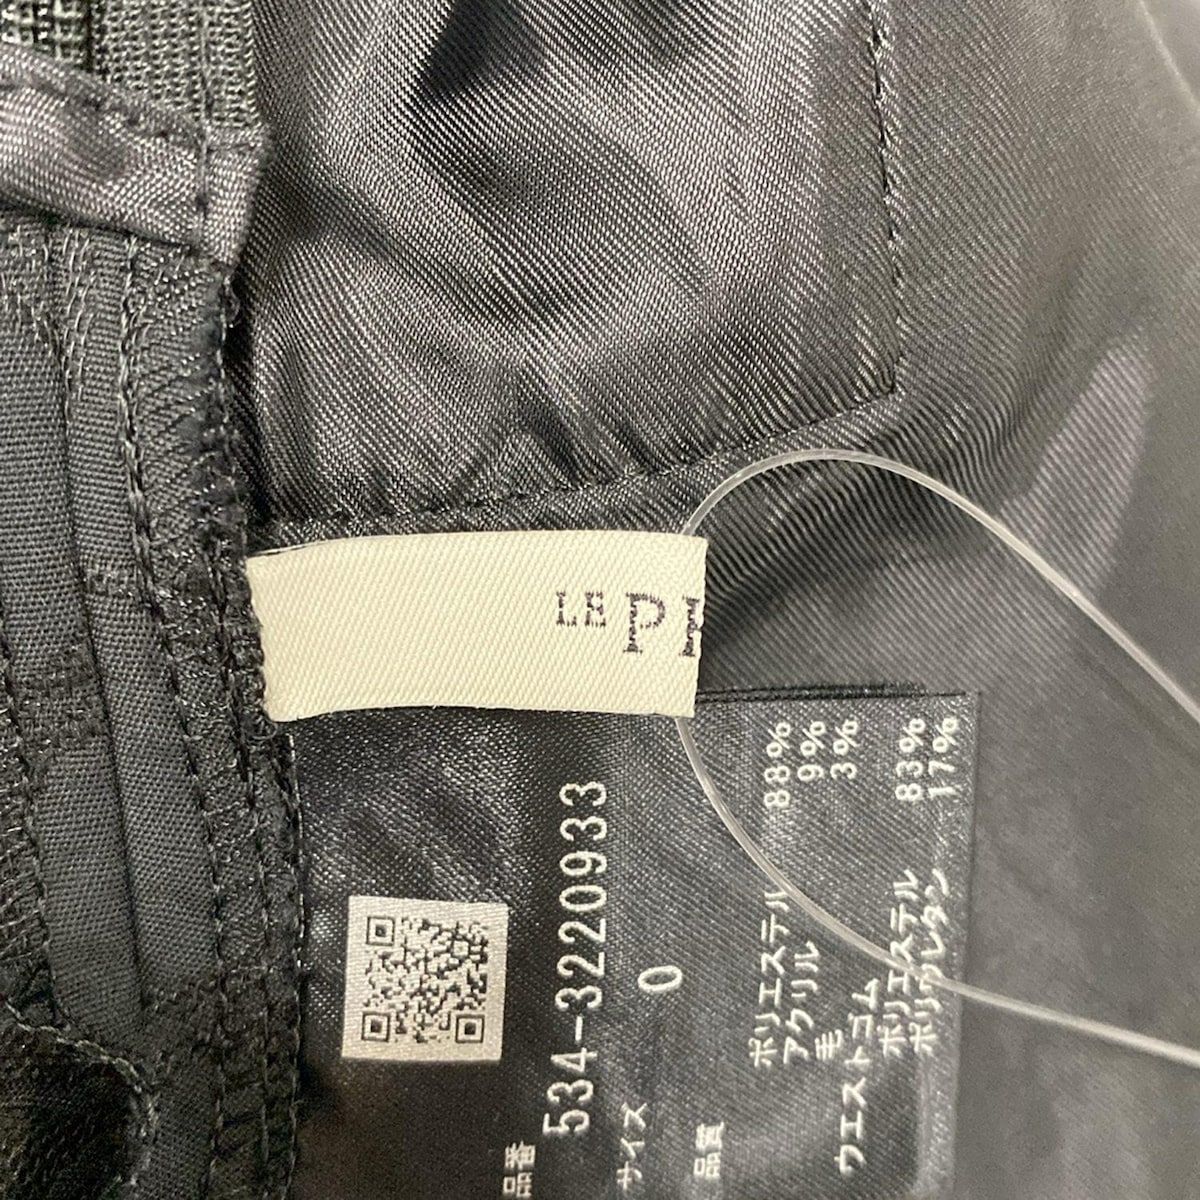 LE PH
品番
534-3220933
サイズ
0
品質
ポリエステル 88%
アクリル 9%
毛 3%
ウエストゴム
ポリエステル 83%
ポリウレタン 17%